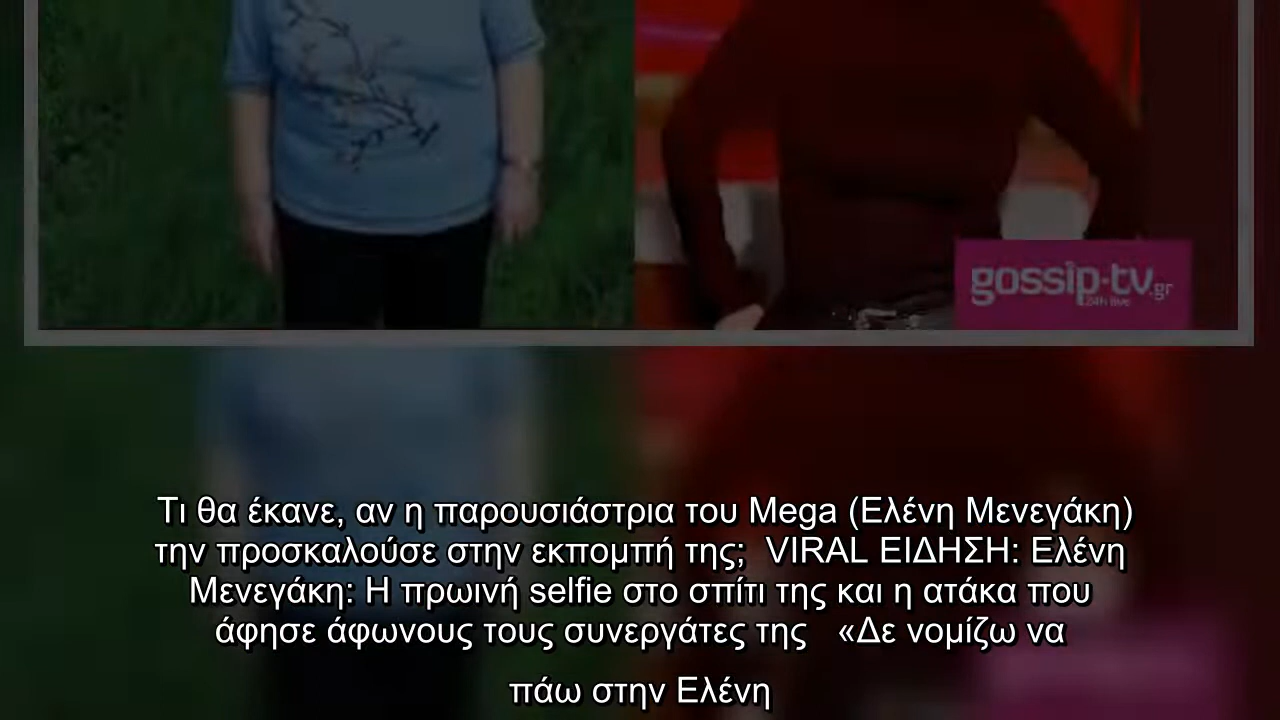 gossip-tv.gr
24h live
Τι θα έκανε, αν η παρουσιάστρια του Mega (Ελένη Μενεγάκη)
την προσκαλούσε στην εκπομπή της;  VIRAL ΕΙΔΗΣΗ: Ελένη
Μενεγάκη: Η πρωινή selfie στο σπίτι της και η ατάκα που
άφησε άφωνους τους συνεργάτες της   «Δε νομίζω να
πάω στην Ελένη